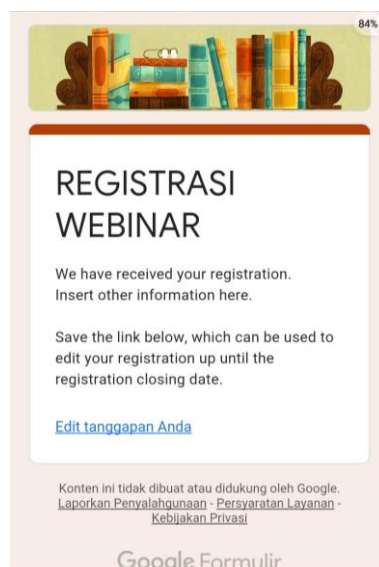 84%
REGISTRASI
WEBINAR
We have received your registration.
Insert other information here.
Save the link below, which can be used to
edit your registration up until the
registration closing date.
Edit tanggapan Anda
Konten ini tidak dibuat atau didukung oleh Google.
Laporkan Penyalahgunaan - Persyaratan Layanan -
Kebijakan Privasi
Google Formulir